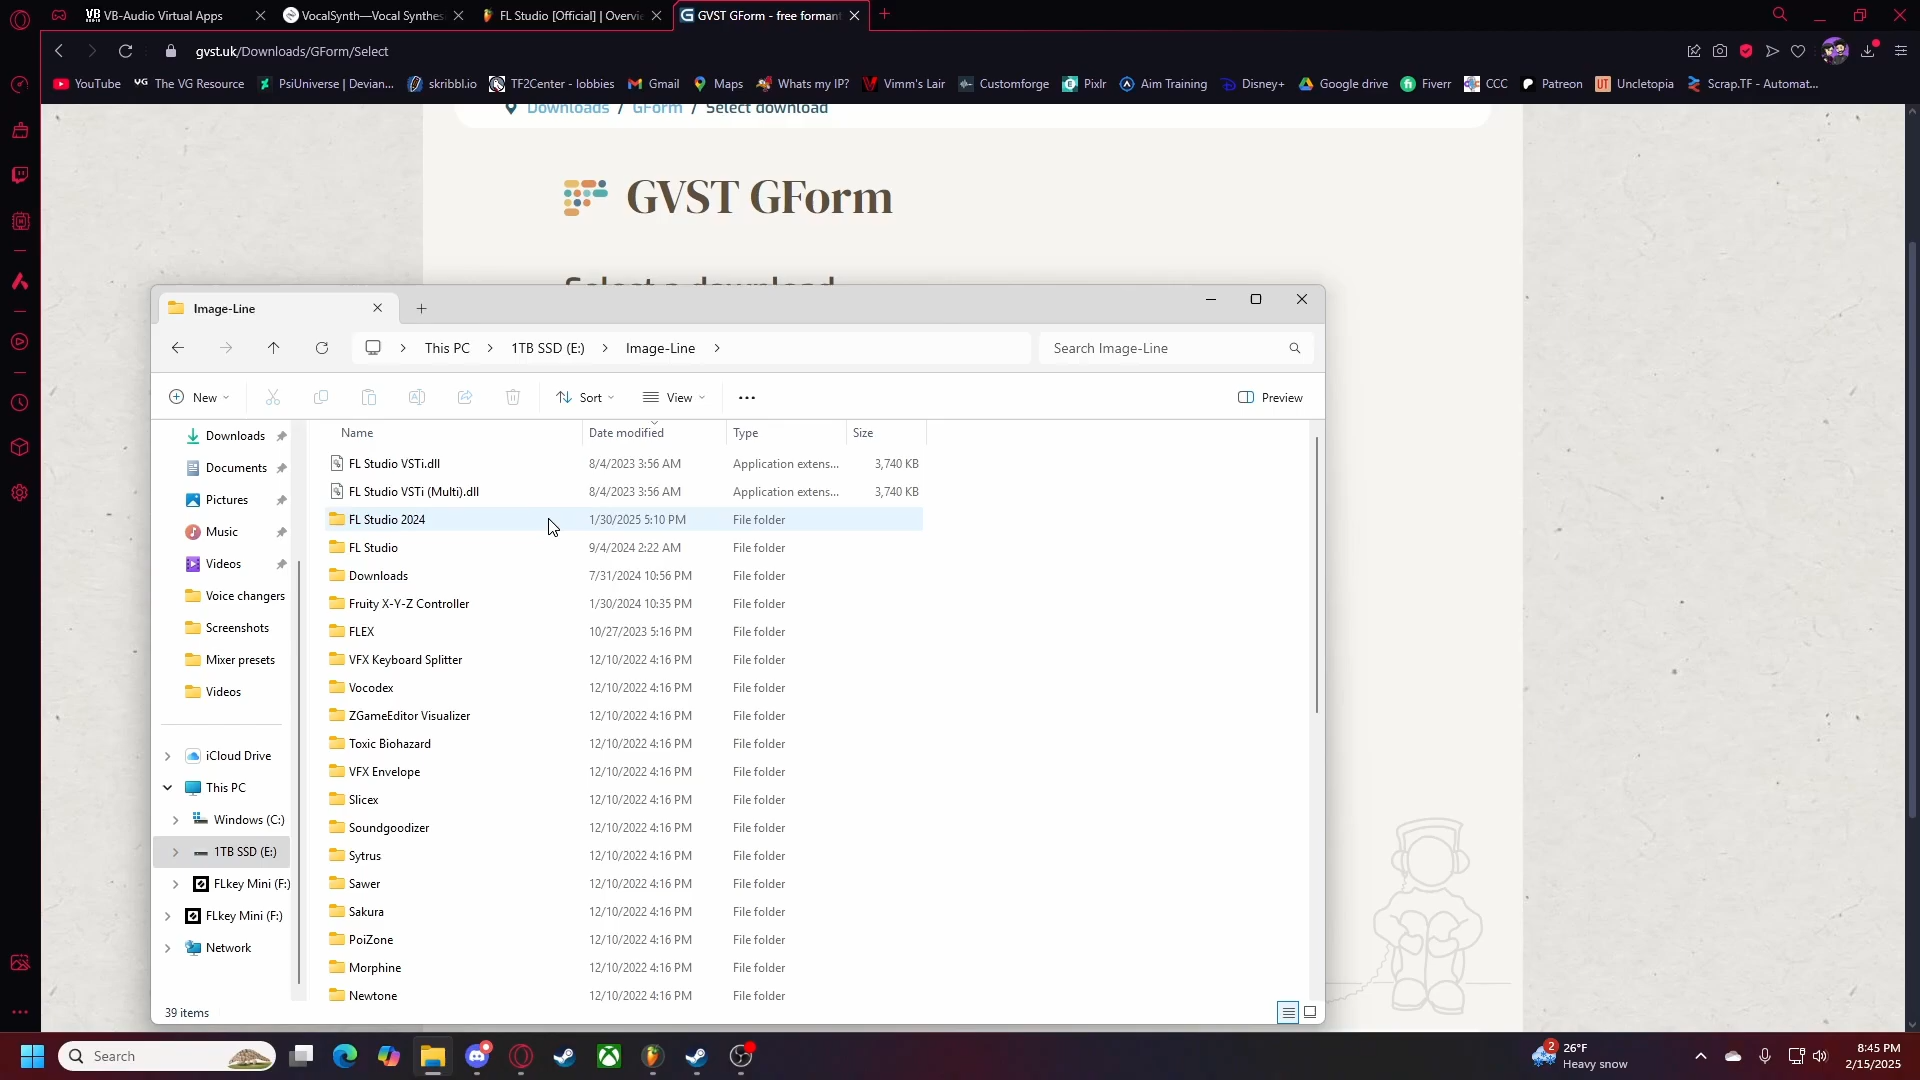 VB-Audio Virtual Apps
VocalSynth—Vocal Synthes
FL Studio [Official] | Overvi
GVST GForm - free forman
gvst.uk/Downloads/GForm/Select
YouTube
The VG Resource
PsiUniverse | Devian...
skribbl.io
TF2Center - lobbies
Gmail
Maps
Whats my IP?
Vimm's Lair
Customforge
Pixlr
Aim Training
Disney+
Google drive
Fiverr
CCC
Patreon
Uncletopia
Scrap.TF - Automat...
Downloads / GForm / Select download
GVST GForm
Select a download
Image-Line
This PC > 1TB SSD (E:) > Image-Line >
Search Image-Line
New
Sort
View
Preview
Name Date modified Type Size
FL Studio VSTi.dll 8/4/2023 3:56 AM Application extens... 3,740 KB
FL Studio VSTi (Multi).dll 8/4/2023 3:56 AM Application extens... 3,740 KB
FL Studio 2024 1/30/2025 5:10 PM File folder
FL Studio 9/4/2024 2:22 AM File folder
Downloads 7/31/2024 10:56 PM File folder
Fruity X-Y-Z Controller 1/30/2024 10:35 PM File folder
FLEX 10/27/2023 5:16 PM File folder
VFX Keyboard Splitter 12/10/2022 4:16 PM File folder
Vocodex 12/10/2022 4:16 PM File folder
ZGameEditor Visualizer 12/10/2022 4:16 PM File folder
Toxic Biohazard 12/10/2022 4:16 PM File folder
VFX Envelope 12/10/2022 4:16 PM File folder
Slicex 12/10/2022 4:16 PM File folder
Soundgoodizer 12/10/2022 4:16 PM File folder
Sytrus 12/10/2022 4:16 PM File folder
Sawer 12/10/2022 4:16 PM File folder
Sakura 12/10/2022 4:16 PM File folder
PoiZone 12/10/2022 4:16 PM File folder
Morphine 12/10/2022 4:16 PM File folder
Newtone 12/10/2022 4:16 PM File folder
Downloads
Documents
Pictures
Music
Videos
Voice changers
Screenshots
Mixer presets
Videos
iCloud Drive
This PC
Windows (C:)
1TB SSD (E:)
FLkey Mini (F:)
FLkey Mini (F:)
Network
39 items
Search
2
26°F
Heavy snow
8:45 PM
2/15/2025